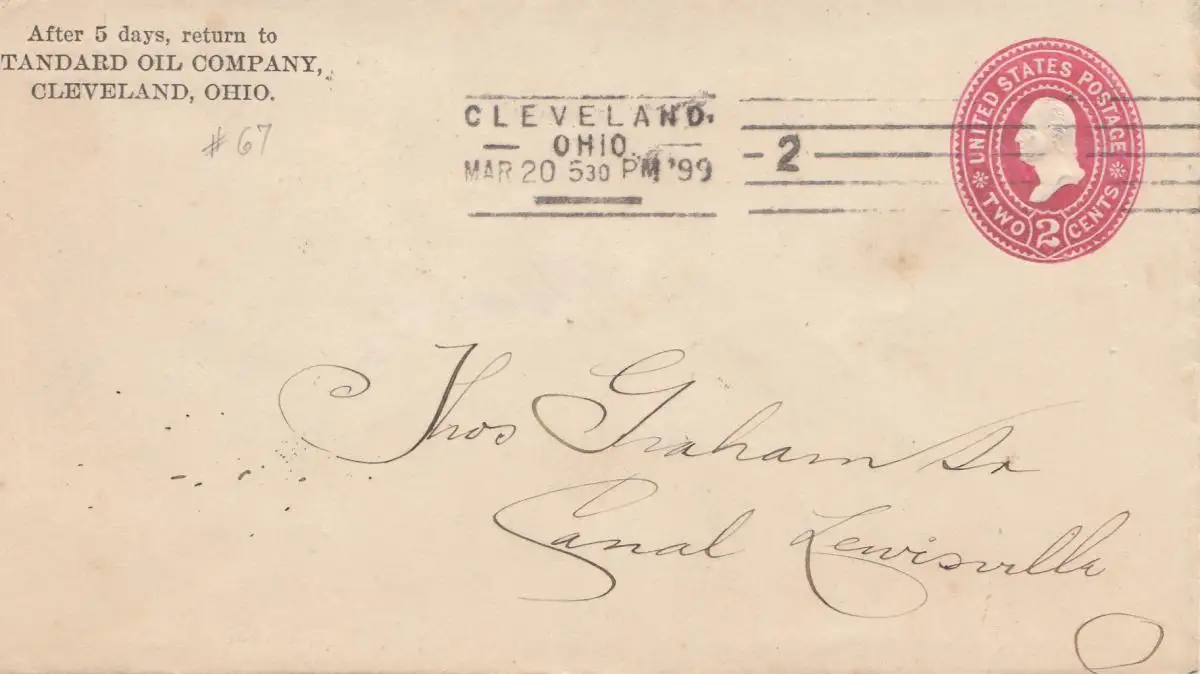 After 5 days, return to
TANDARD OIL COMPANY,
CLEVELAND, OHIO.
#67
CLEVELAND,
OHIO.
MAR 20 530 PM '99
2
UNITED STATES POSTAGE
TWO 2 CENTS
Thos Graham Sr
Canal Lewisville
O